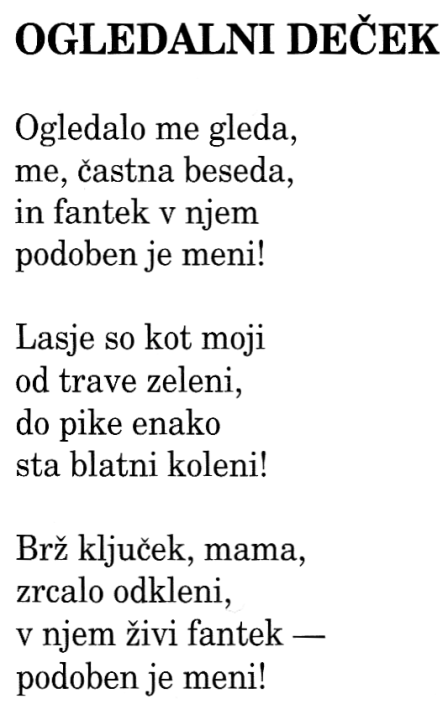 OGLEDALNI DEČEK
Ogledalo me gleda,
me, častna beseda,
in fantek v njem
podoben je meni!
Lasje so kot moji
od trave zeleni,
do pike enako
sta blatni koleni!
Brž ključek, mama,
zrcalo odkleni,
v njem živi fantek —
podoben je meni!